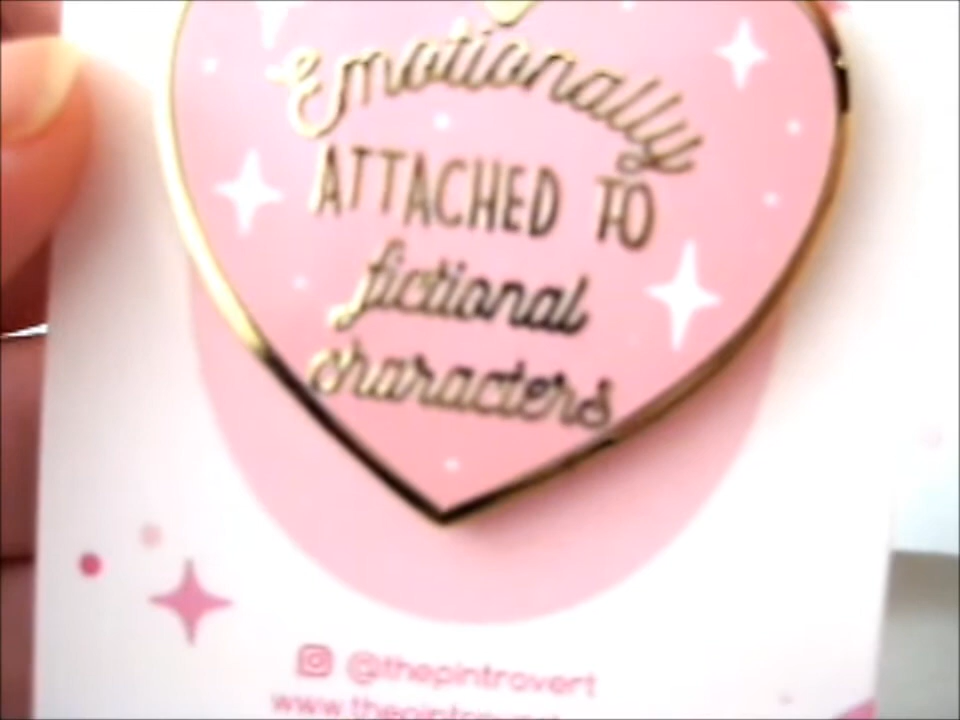 Emotionally
ATTACHED TO
fictional
characters
@thepintrovert